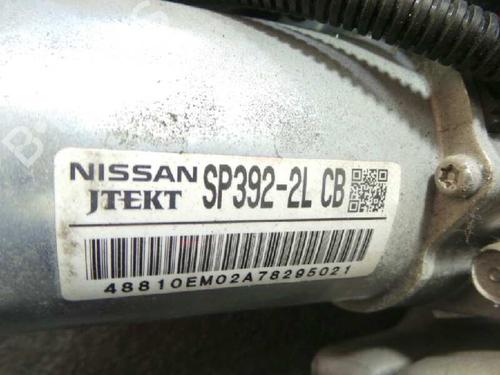 NISSAN SP392-2L CB
JTEKT
48810EM02A78295021